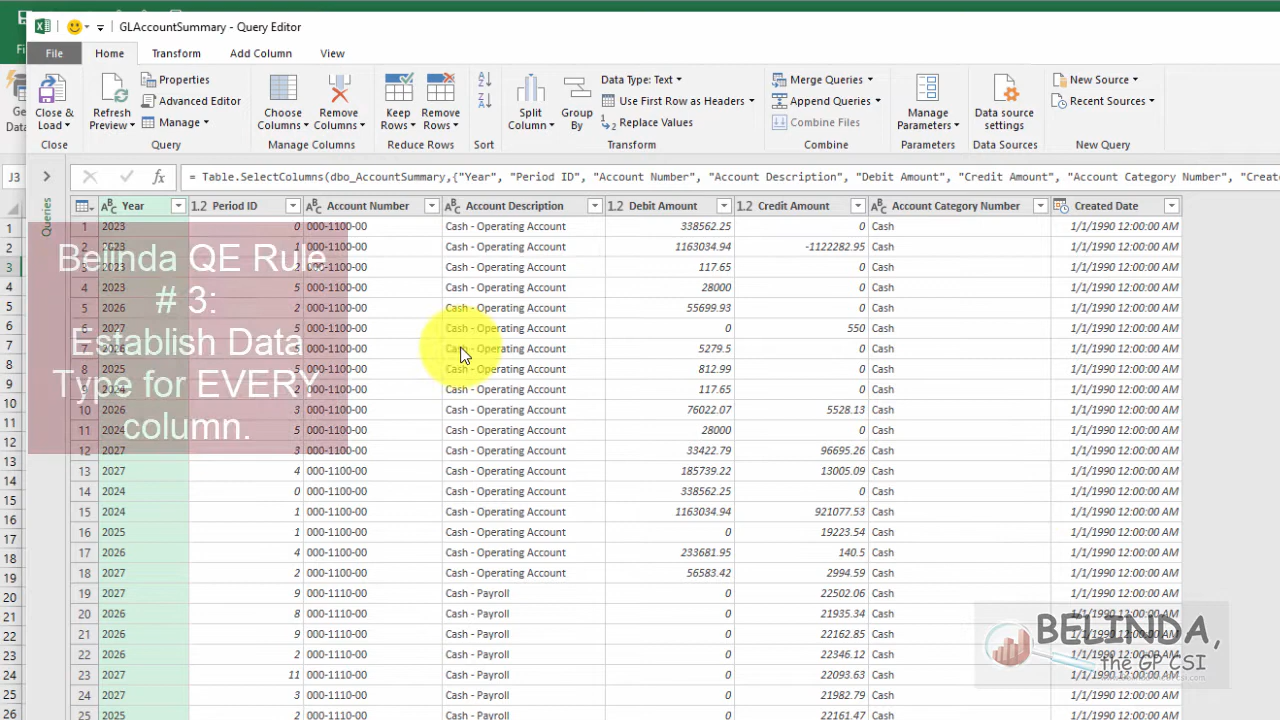 GLAccountSummary - Query Editor
File Home Transform Add Column View
Properties Data Type: Text Merge Queries New Source
Advanced Editor Use First Row as Headers Append Queries Recent Sources
Close & Load Refresh Preview Manage Choose Columns Remove Columns Keep Rows Remove Rows Split Column Group By Replace Values Combine Files Manage Parameters Data source settings
Close Query Manage Columns Reduce Rows Sort Transform Combine Parameters Data Sources New Query
J3 fx = Table.SelectColumns(dbo_AccountSummary,{"Year", "Period ID", "Account Number", "Account Description", "Debit Amount", "Credit Amount", "Account Category Number", "Create
Queries
Year 1.2 Period ID Account Number Account Description 1.2 Debit Amount 1.2 Credit Amount Account Category Number Created Date
1 2023 0 000-1100-00 Cash - Operating Account 338562.25 0 Cash 1/1/1990 12:00:00 AM
2 2023 1 000-1100-00 Cash - Operating Account 1163034.94 -1122282.95 Cash 1/1/1990 12:00:00 AM
3 2023 000-1100-00 Cash - Operating Account 117.65 0 Cash 1/1/1990 12:00:00 AM
4 2023 5 000-1100-00 Cash - Operating Account 28000 0 Cash 1/1/1990 12:00:00 AM
5 2026 2 000-1100-00 Cash - Operating Account 55699.93 0 Cash 1/1/1990 12:00:00 AM
6 2027 5 000-1100-00 Cash - Operating Account 0 550 Cash 1/1/1990 12:00:00 AM
7 2026 5 000-1100-00 Cash - Operating Account 5279.5 0 Cash 1/1/1990 12:00:00 AM
8 2025 5 000-1100-00 Cash - Operating Account 812.99 0 Cash 1/1/1990 12:00:00 AM
9 2024 2 000-1100-00 Cash - Operating Account 117.65 0 Cash 1/1/1990 12:00:00 AM
10 2026 3 000-1100-00 Cash - Operating Account 76022.07 5528.13 Cash 1/1/1990 12:00:00 AM
11 2024 5 000-1100-00 Cash - Operating Account 28000 0 Cash 1/1/1990 12:00:00 AM
12 2027 3 000-1100-00 Cash - Operating Account 33422.79 96695.26 Cash 1/1/1990 12:00:00 AM
13 2027 4 000-1100-00 Cash - Operating Account 185739.22 13005.09 Cash 1/1/1990 12:00:00 AM
14 2024 0 000-1100-00 Cash - Operating Account 338562.25 0 Cash 1/1/1990 12:00:00 AM
15 2024 1 000-1100-00 Cash - Operating Account 1163034.94 921077.53 Cash 1/1/1990 12:00:00 AM
16 2025 1 000-1100-00 Cash - Operating Account 0 19223.54 Cash 1/1/1990 12:00:00 AM
17 2026 4 000-1100-00 Cash - Operating Account 233681.95 140.5 Cash 1/1/1990 12:00:00 AM
18 2027 2 000-1100-00 Cash - Operating Account 56583.42 2994.59 Cash 1/1/1990 12:00:00 AM
19 2027 9 000-1110-00 Cash - Payroll 0 22502.06 Cash 1/1/1990 12:00:00 AM
20 2026 8 000-1110-00 Cash - Payroll 0 21935.34 Cash 1/1/1990 12:00:00 AM
21 2026 9 000-1110-00 Cash - Payroll 0 22162.85 Cash 1/1/1990 12:00:00 AM
22 2026 2 000-1110-00 Cash - Payroll 0 22346.12 Cash 1/1/1990 12:00:00 AM
23 2027 11 000-1110-00 Cash - Payroll 0 22093.63 Cash 1/1/1990 12:00:00 AM
24 2027 3 000-1110-00 Cash - Payroll 0 21982.79 Cash 1/1/1990 12:00:00 AM
25 2025 2 000-1110-00 Cash - Payroll 0 22161.47 Cash 1/1/1990 12:00:00 AM
Belinda QE Rule
# 3:
Establish Data
Type for EVERY
column.
BELINDA,
the GP CSI